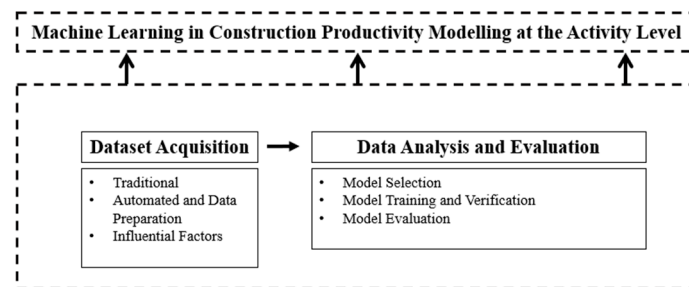 Machine Learning in Construction Productivity Modelling at the Activity Level
Dataset Acquisition
• Traditional
• Automated and Data
Preparation
• Influential Factors
Data Analysis and Evaluation
• Model Selection
• Model Training and Verification
• Model Evaluation